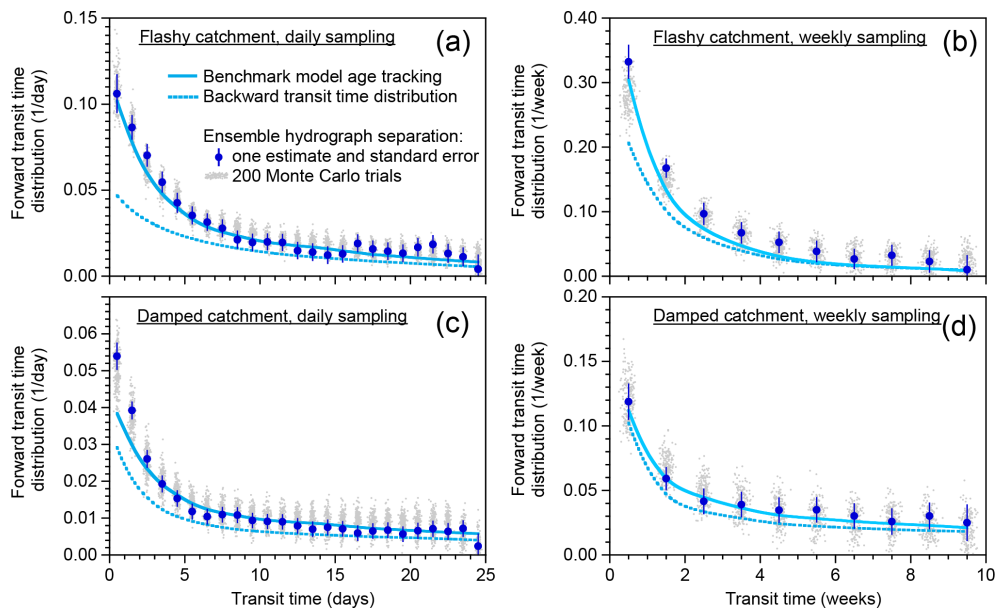 Flashy catchment, daily sampling
(a)
Benchmark model age tracking
Backward transit time distribution
Ensemble hydrograph separation:
one estimate and standard error
200 Monte Carlo trials
Forward transit time
distribution (1/day)
0.15
0.10
0.05
0.00
Flashy catchment, weekly sampling
(b)
Forward transit time
distribution (1/week)
0.40
0.30
0.20
0.10
0.00
Damped catchment, daily sampling
(c)
Forward transit time
distribution (1/day)
0.06
0.05
0.04
0.03
0.02
0.01
0.00
0 5 10 15 20 25
Transit time (days)
Damped catchment, weekly sampling
(d)
Forward transit time
distribution (1/week)
0.20
0.15
0.10
0.05
0.00
0 2 4 6 8 10
Transit time (weeks)